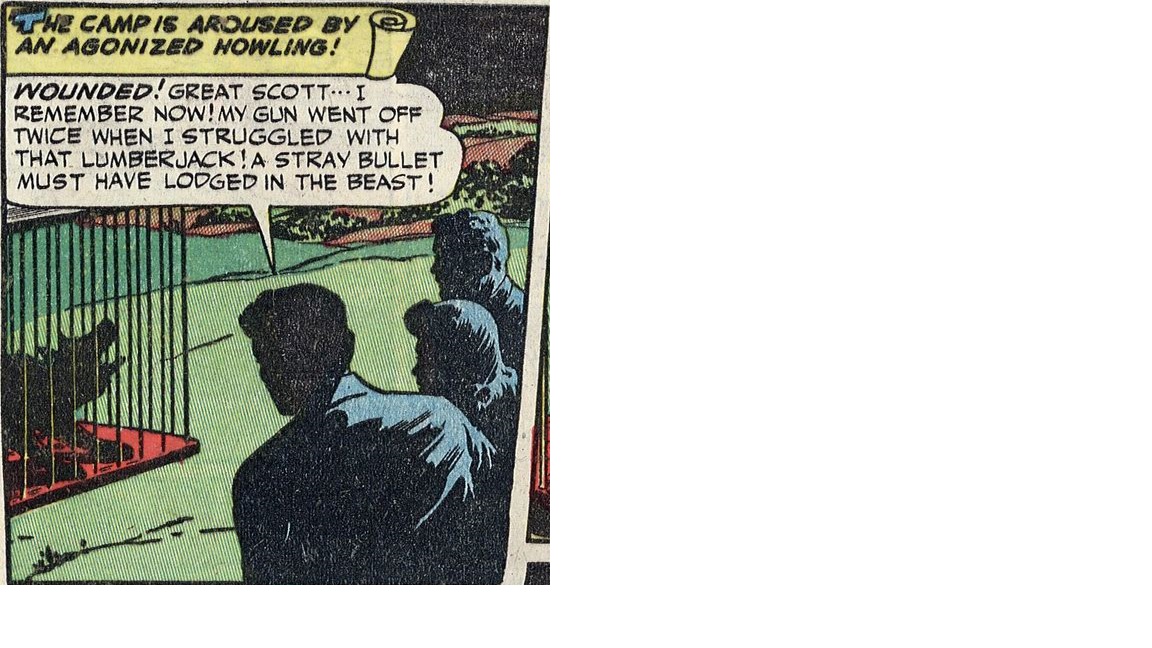 THE CAMP IS AROUSED BY
AN AGONIZED HOWLING!
WOUNDED! GREAT SCOTT... I
REMEMBER NOW! MY GUN WENT OFF
TWICE WHEN I STRUGGLED WITH
THAT LUMBERJACK! A STRAY BULLET
MUST HAVE LODGED IN THE BEAST!